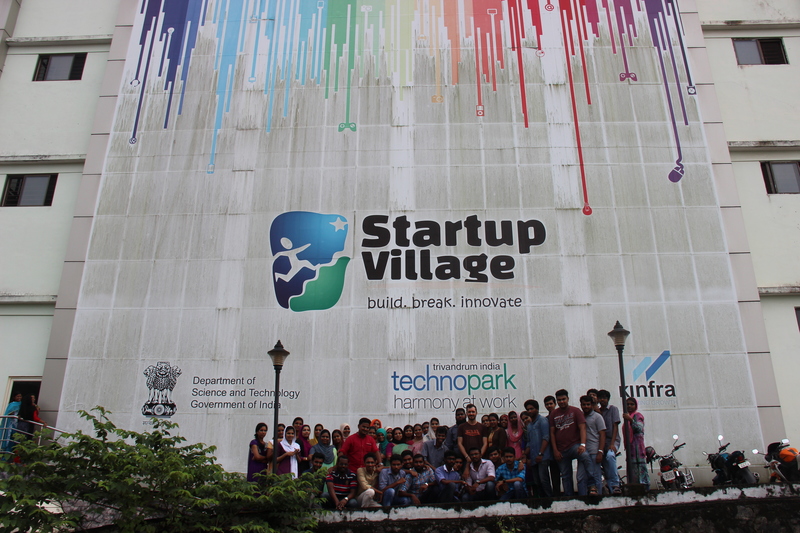 Startup
Village
build. break. innovate
Department of
Science and Technology
Government of India
trivandrum india
technopark
harmony at work
kinfra